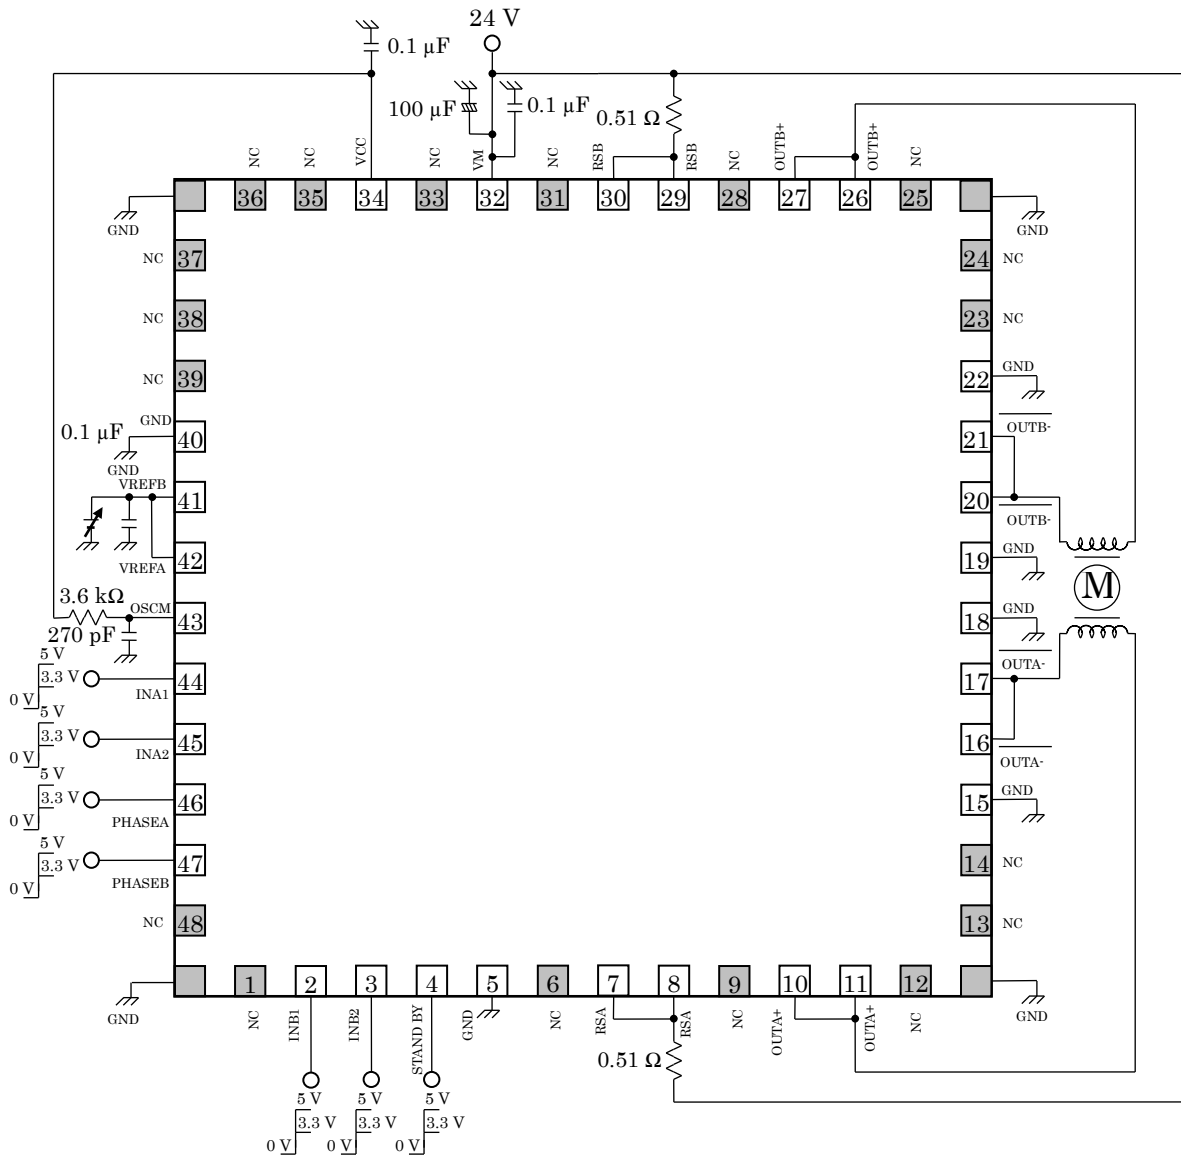 24 V
0.1 μF
100 μF
0.1 μF
0.51 Ω
NC
NC
VCC
NC
VM
NC
RSB
RSB
NC
OUTB+
OUTB+
NC
36
35
34
33
32
31
30
29
28
27
26
25
GND
GND
NC
37
24
NC
NC
38
23
NC
NC
39
22
GND
GND
0.1 μF
40
GND
21
OUTB-
VREFB
41
20
OUTB-
42
VREFA
19
GND
M
3.6 kΩ
OSCM
43
270 pF
18
GND
5 V
3.3 V
0 V
44
INA1
17
OUTA-
5 V
3.3 V
0 V
45
INA2
16
OUTA-
5 V
3.3 V
0 V
46
PHASEA
15
GND
5 V
3.3 V
0 V
47
PHASEB
14
NC
NC
48
13
NC
1
2
3
4
5
6
7
8
9
10
11
12
GND
GND
NC
INB1
INB2
STAND BY
GND
NC
RSA
RSA
NC
OUTA+
OUTA+
NC
0.51 Ω
5 V
3.3 V
0 V
5 V
3.3 V
0 V
5 V
3.3 V
0 V